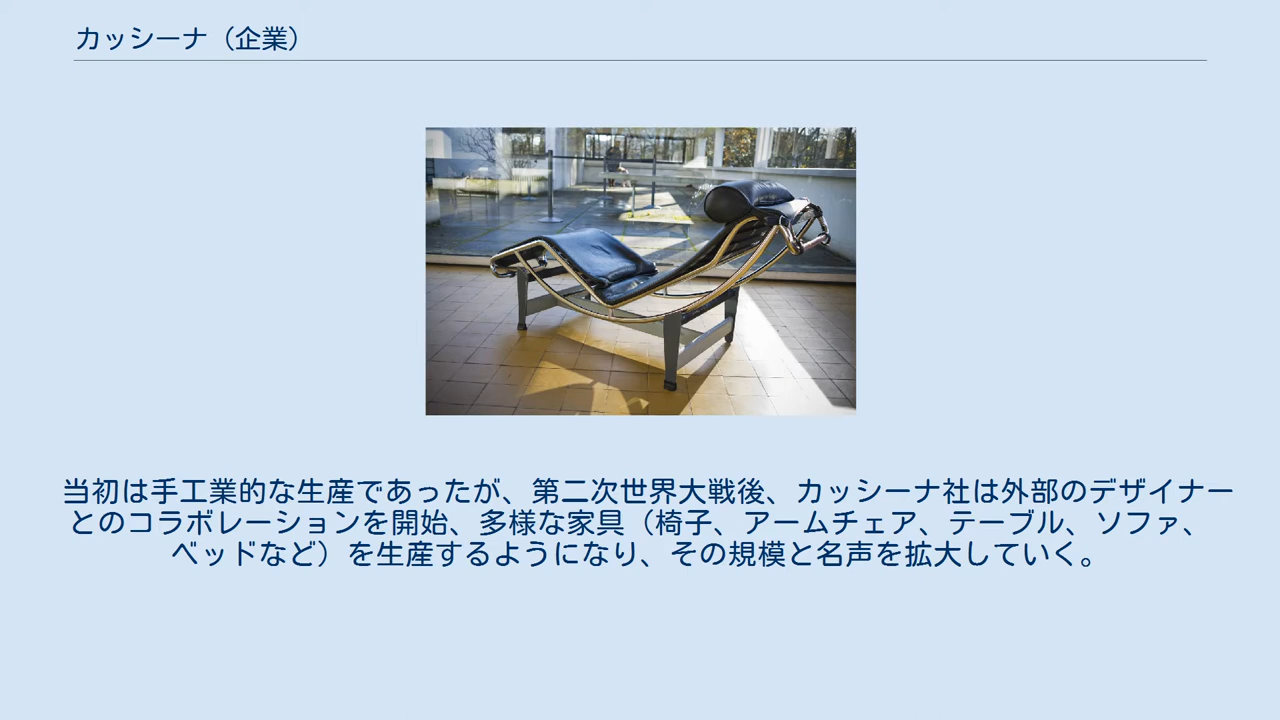 カッシーナ（企業）
当初は手工業的な生産であったが、第二次世界大戦後、カッシーナ社は外部のデザイナー
とのコラボレーションを開始、多様な家具（椅子、アームチェア、テーブル、ソファ、
ベッドなど）を生産するようになり、その規模と名声を拡大していく。